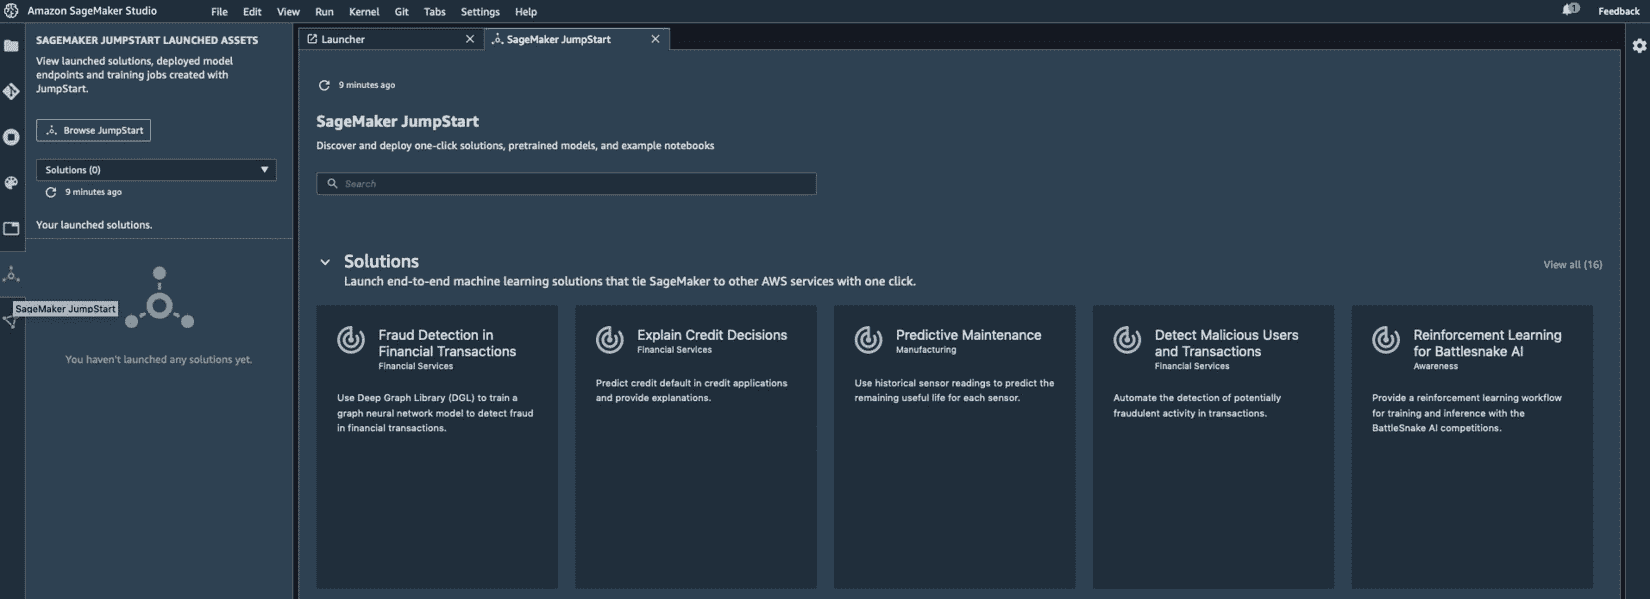 Amazon SageMaker Studio
File Edit View Run Kernel Git Tabs Settings Help
1
Feedback
SAGEMAKER JUMPSTART LAUNCHED ASSETS
View launched solutions, deployed model
endpoints and training jobs created with
JumpStart.
Browse JumpStart
Solutions (0)
9 minutes ago
Your launched solutions.
SageMaker JumpStart
You haven't launched any solutions yet.
Launcher
SageMaker JumpStart
9 minutes ago
SageMaker JumpStart
Discover and deploy one-click solutions, pretrained models, and example notebooks
Search
Solutions
View all (16)
Launch end-to-end machine learning solutions that tie SageMaker to other AWS services with one click.
Fraud Detection in
Financial Transactions
Financial Services
Use Deep Graph Library (DGL) to train a
graph neural network model to detect fraud
in financial transactions.
Explain Credit Decisions
Financial Services
Predict credit default in credit applications
and provide explanations.
Predictive Maintenance
Manufacturing
Use historical sensor readings to predict the
remaining useful life for each sensor.
Detect Malicious Users
and Transactions
Financial Services
Automate the detection of potentially
fraudulent activity in transactions.
Reinforcement Learning
for Battlesnake AI
Awareness
Provide a reinforcement learning workflow
for training and inference with the
BattleSnake AI competitions.